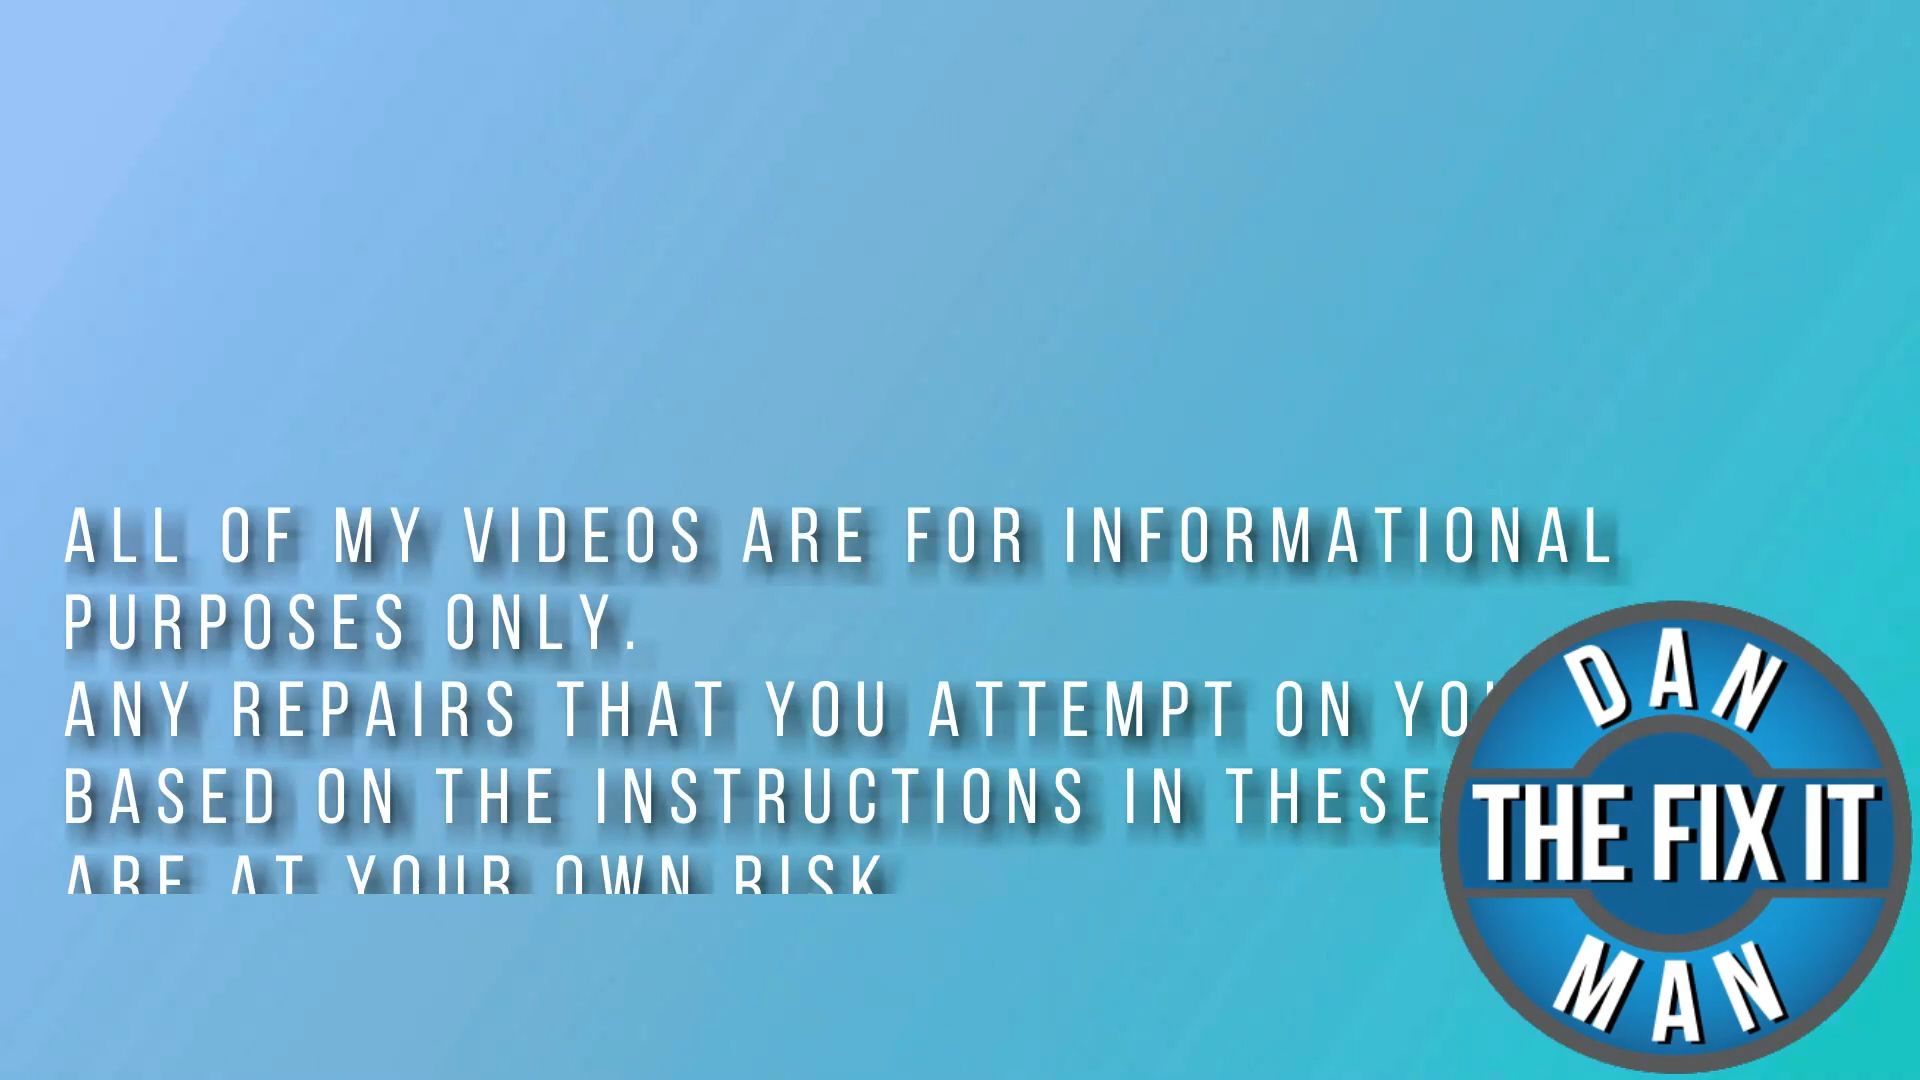 ALL OF MY VIDEOS ARE FOR INFORMATIONAL
PURPOSES ONLY.
ANY REPAIRS THAT YOU ATTEMPT ON
BASED ON THE INSTRUCTIONS IN THESE
ARE AT YOUR OWN RISK
DAN
THE FIX IT
MAN